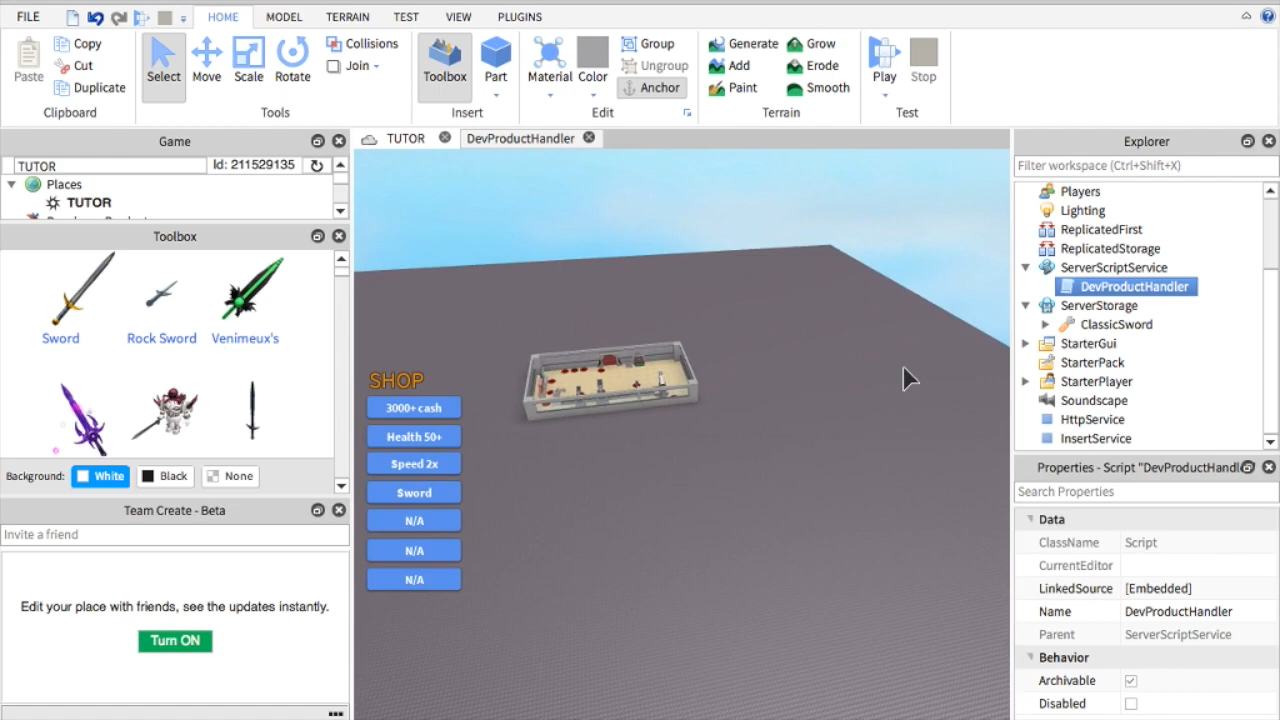 FILE
HOME
MODEL
TERRAIN
TEST
VIEW
PLUGINS
Paste
Copy
Cut
Duplicate
Clipboard
Select
Move
Scale
Rotate
Collisions
Join
Tools
Toolbox
Part
Insert
Material
Color
Group
Ungroup
Anchor
Edit
Generate
Grow
Add
Erode
Paint
Smooth
Terrain
Play
Stop
Test
Game
TUTOR
Id: 211529135
Places
TUTOR
Toolbox
Sword
Rock Sword
Venimeux's
Background:
White
Black
None
Team Create - Beta
Invite a friend
Edit your place with friends, see the updates instantly.
Turn ON
TUTOR
DevProductHandler
SHOP
3000+ cash
Health 50+
Speed 2x
Sword
N/A
N/A
N/A
Explorer
Filter workspace (Ctrl+Shift+X)
Players
Lighting
ReplicatedFirst
ReplicatedStorage
ServerScriptService
DevProductHandler
ServerStorage
ClassicSword
StarterGui
StarterPack
StarterPlayer
Soundscape
HttpService
InsertService
Properties - Script "DevProductHandl
Search Properties
Data
ClassName Script
CurrentEditor
LinkedSource [Embedded]
Name DevProductHandler
Parent ServerScriptService
Behavior
Archivable
Disabled